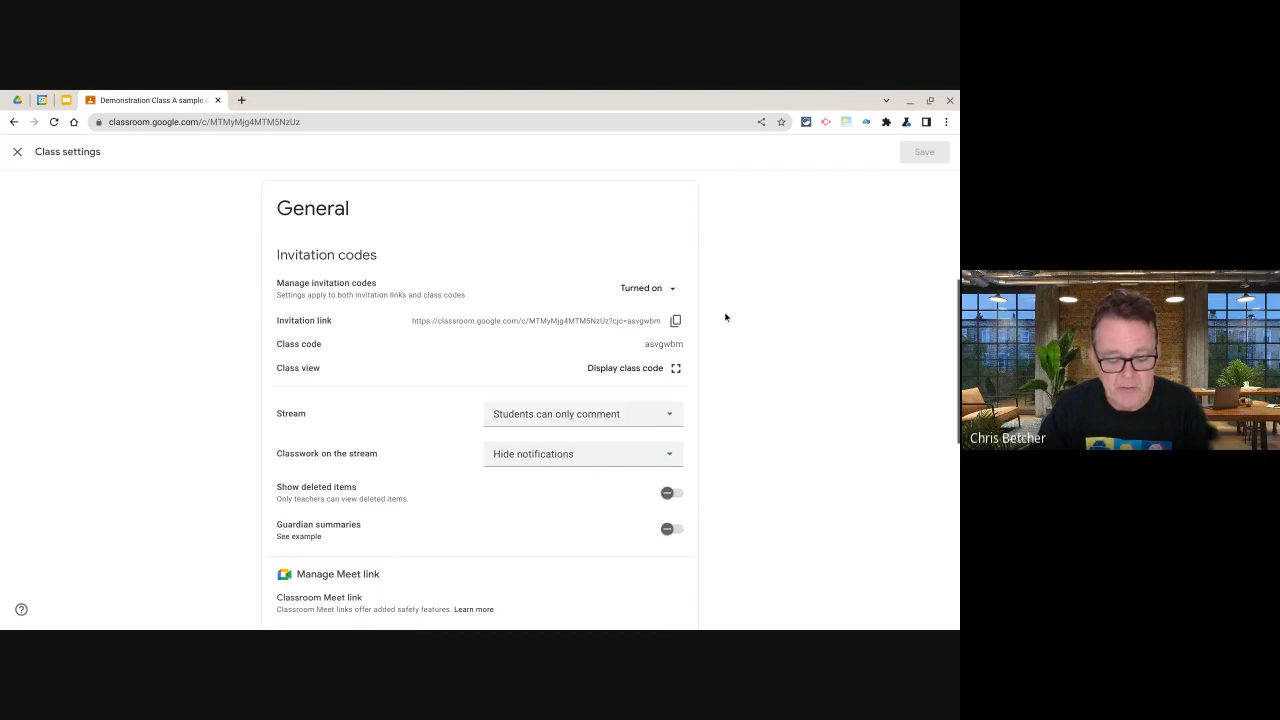 Demonstration Class A sample c
classroom.google.com/c/MTMyMjg4MTM5NzUz
Class settings
Save
General
Invitation codes
Manage invitation codes
Turned on
Settings apply to both invitation links and class codes
Invitation link
https://classroom.google.com/c/MTMyMjg4MTM5NzUz?cjc=asvgwbm
Class code
asvgwbm
Class view
Display class code
Stream
Students can only comment
Classwork on the stream
Hide notifications
Show deleted items
Only teachers can view deleted items.
Guardian summaries
See example
Manage Meet link
Classroom Meet link
Classroom Meet links offer added safety features. Learn more
Chris Betcher